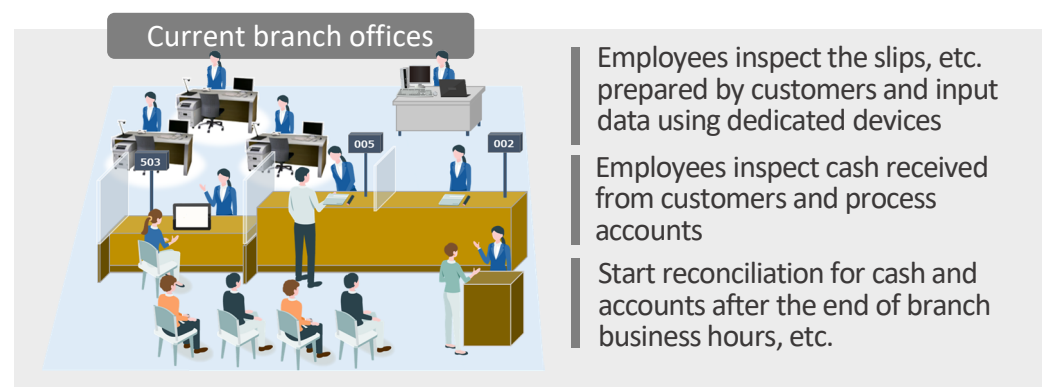 Current branch offices
503
005
002
Employees inspect the slips, etc.
prepared by customers and input
data using dedicated devices
Employees inspect cash received
from customers and process
accounts
Start reconciliation for cash and
accounts after the end of branch
business hours, etc.